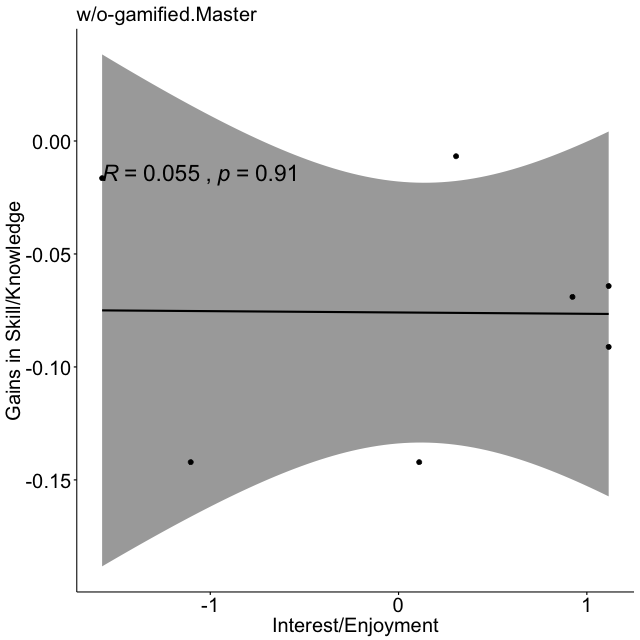 w/o-gamified.Master
R = 0.055 , p = 0.91
Gains in Skill/Knowledge
0.00
-0.05
-0.10
-0.15
-1
0
1
Interest/Enjoyment